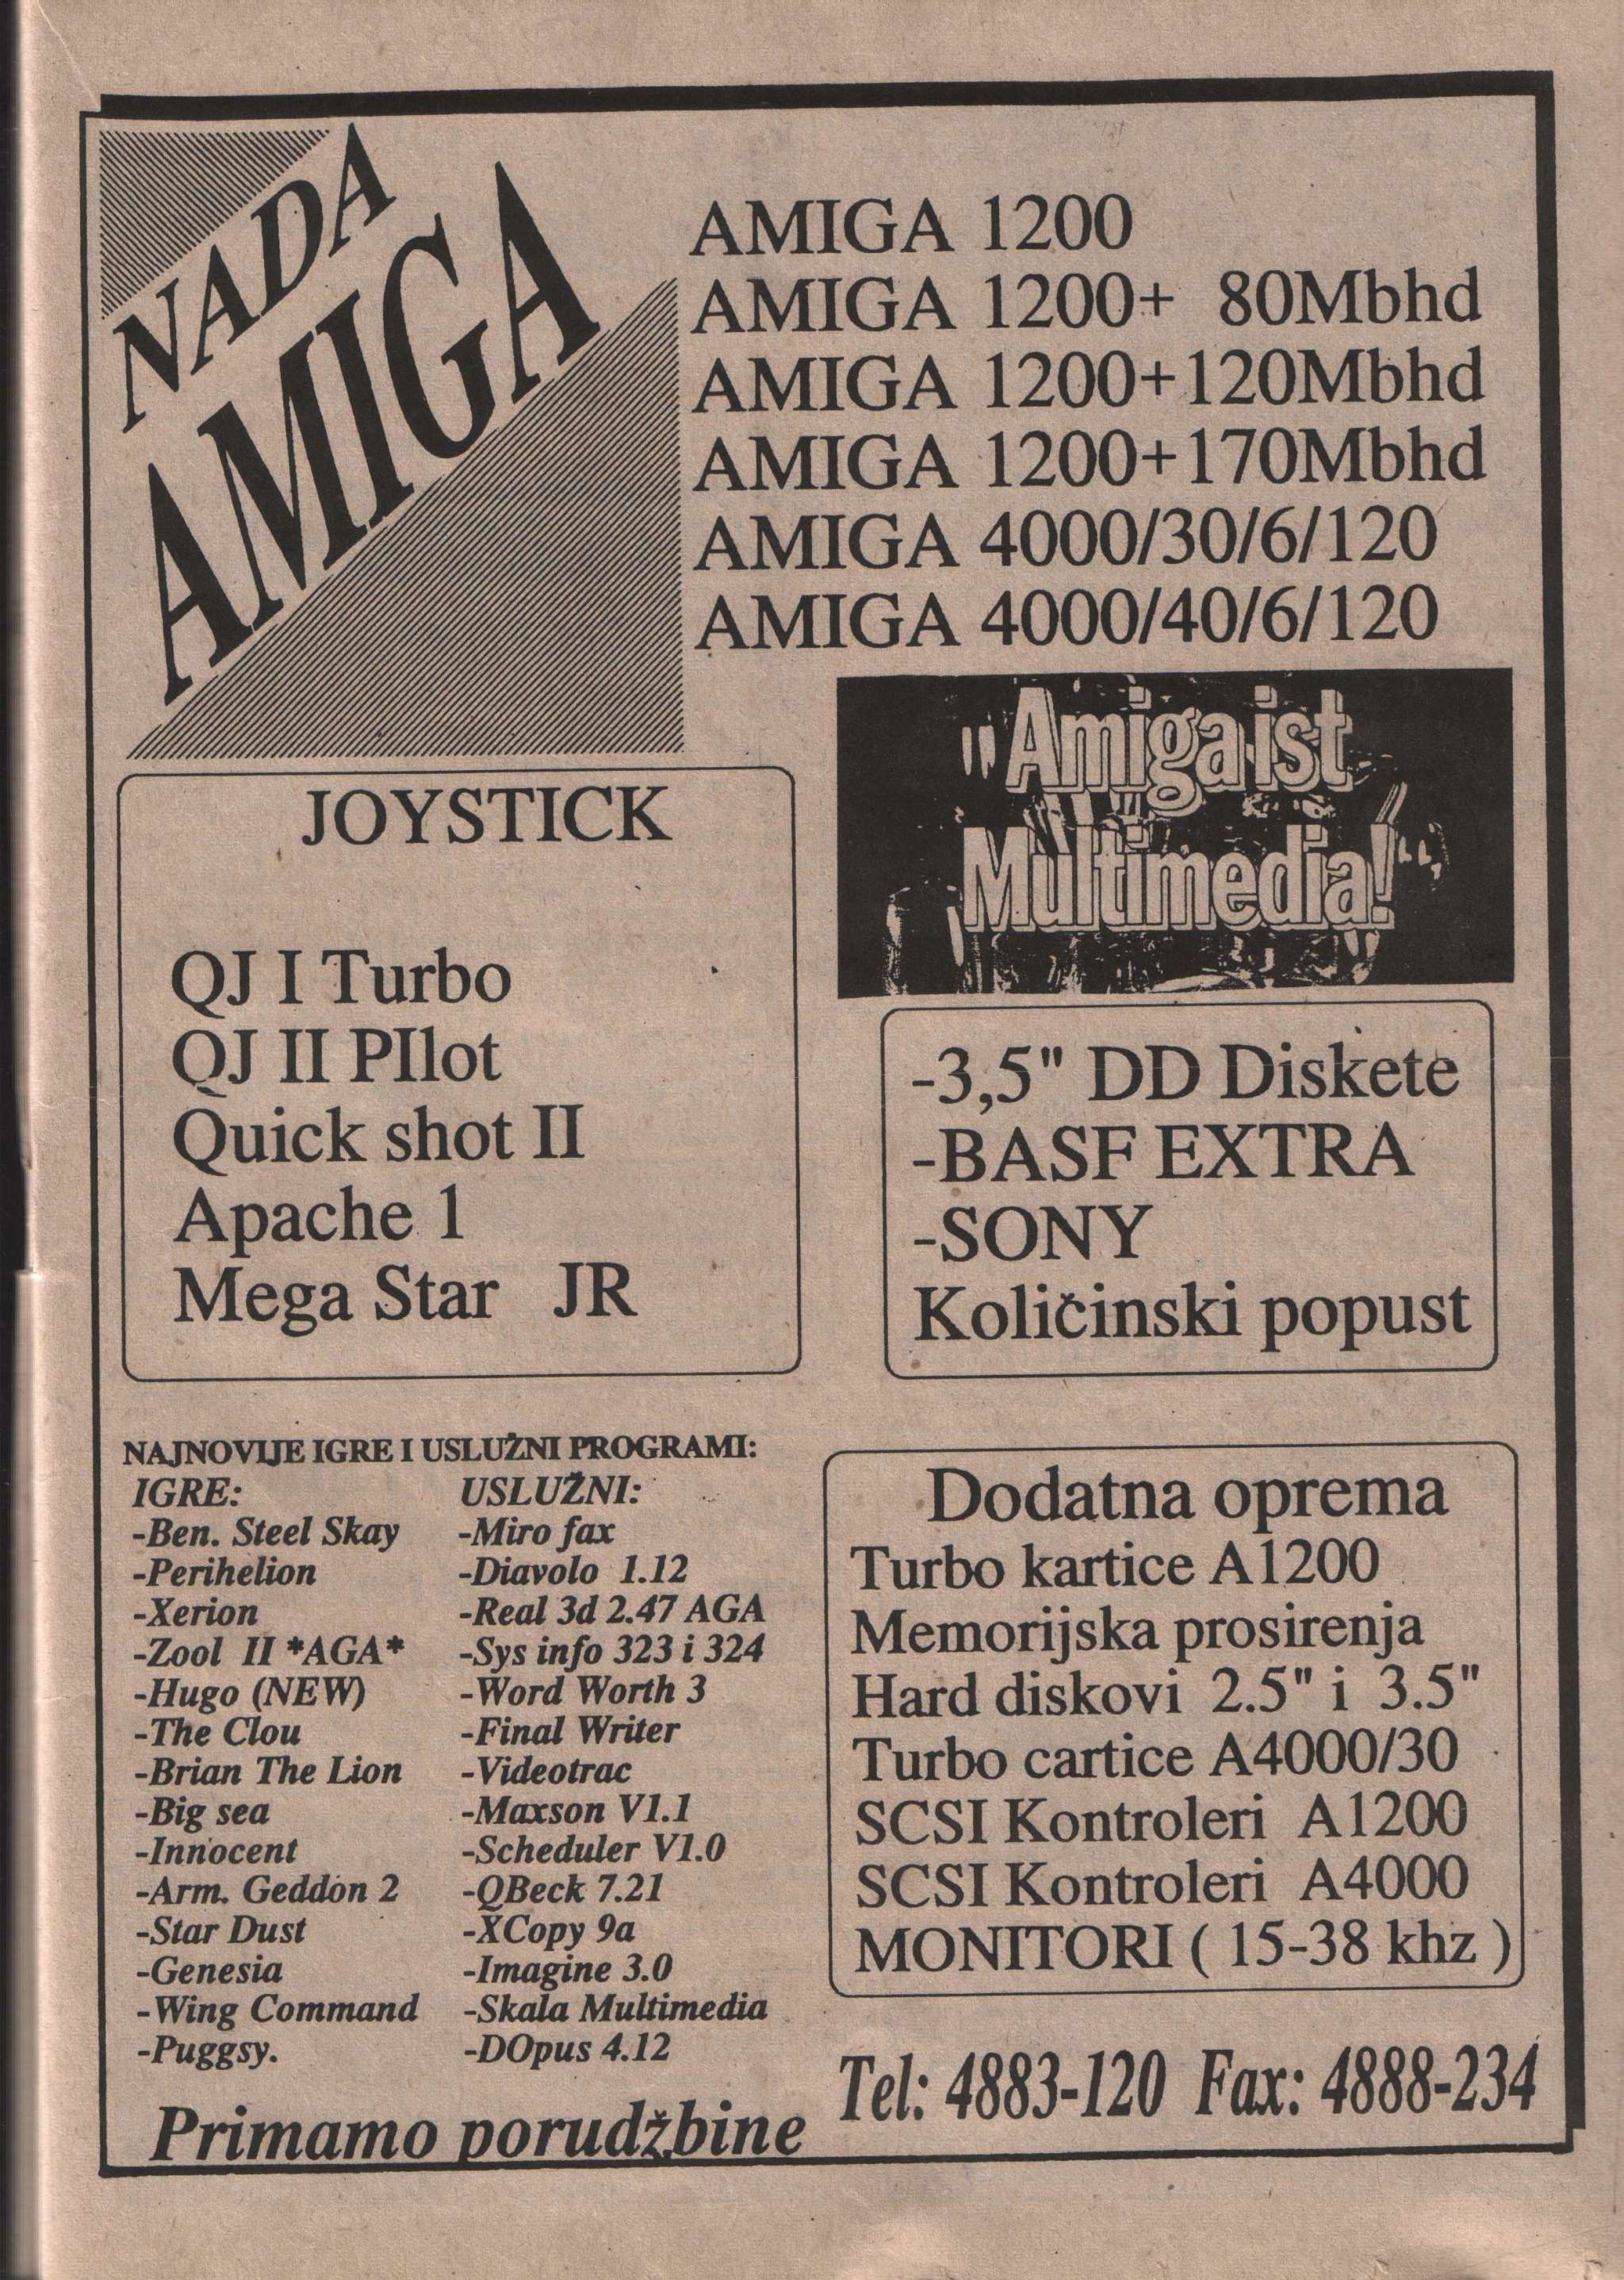 NADA
AMIGA
AMIGA 1200
AMIGA 1200+ 80Mbhd
AMIGA 1200+120Mbhd
AMIGA 1200+170Mbhd
AMIGA 4000/30/6/120
AMIGA 4000/40/6/120
"Amiga ist
Multimedia!"
JOYSTICK
QJ I Turbo
QJ II PIlot
Quick shot II
Apache 1
Mega Star JR
-3,5" DD Diskete
-BASF EXTRA
-SONY
Količinski popust
NAJNOVIJE IGRE I USLUŽNI PROGRAMI:
IGRE:
-Ben. Steel Skay
-Perihelion
-Xerion
-Zool II *AGA*
-Hugo (NEW)
-The Clou
-Brian The Lion
-Big sea
-Innocent
-Arm. Geddon 2
-Star Dust
-Genesia
-Wing Command
-Puggsy.
USLUŽNI:
-Miro fax
-Diavolo 1.12
-Real 3d 2.47 AGA
-Sys info 323 i 324
-Word Worth 3
-Final Writer
-Videotrac
-Maxson V1.1
-Scheduler V1.0
-QBeck 7.21
-XCopy 9a
-Imagine 3.0
-Skala Multimedia
-DOpus 4.12
Primamo porudžbine
Dodatna oprema
Turbo kartice A1200
Memorijska prosirenja
Hard diskovi 2.5" i 3.5"
Turbo cartice A4000/30
SCSI Kontroleri A1200
SCSI Kontroleri A4000
MONITORI ( 15-38 khz )
Tel: 4883-120 Fax: 4888-234